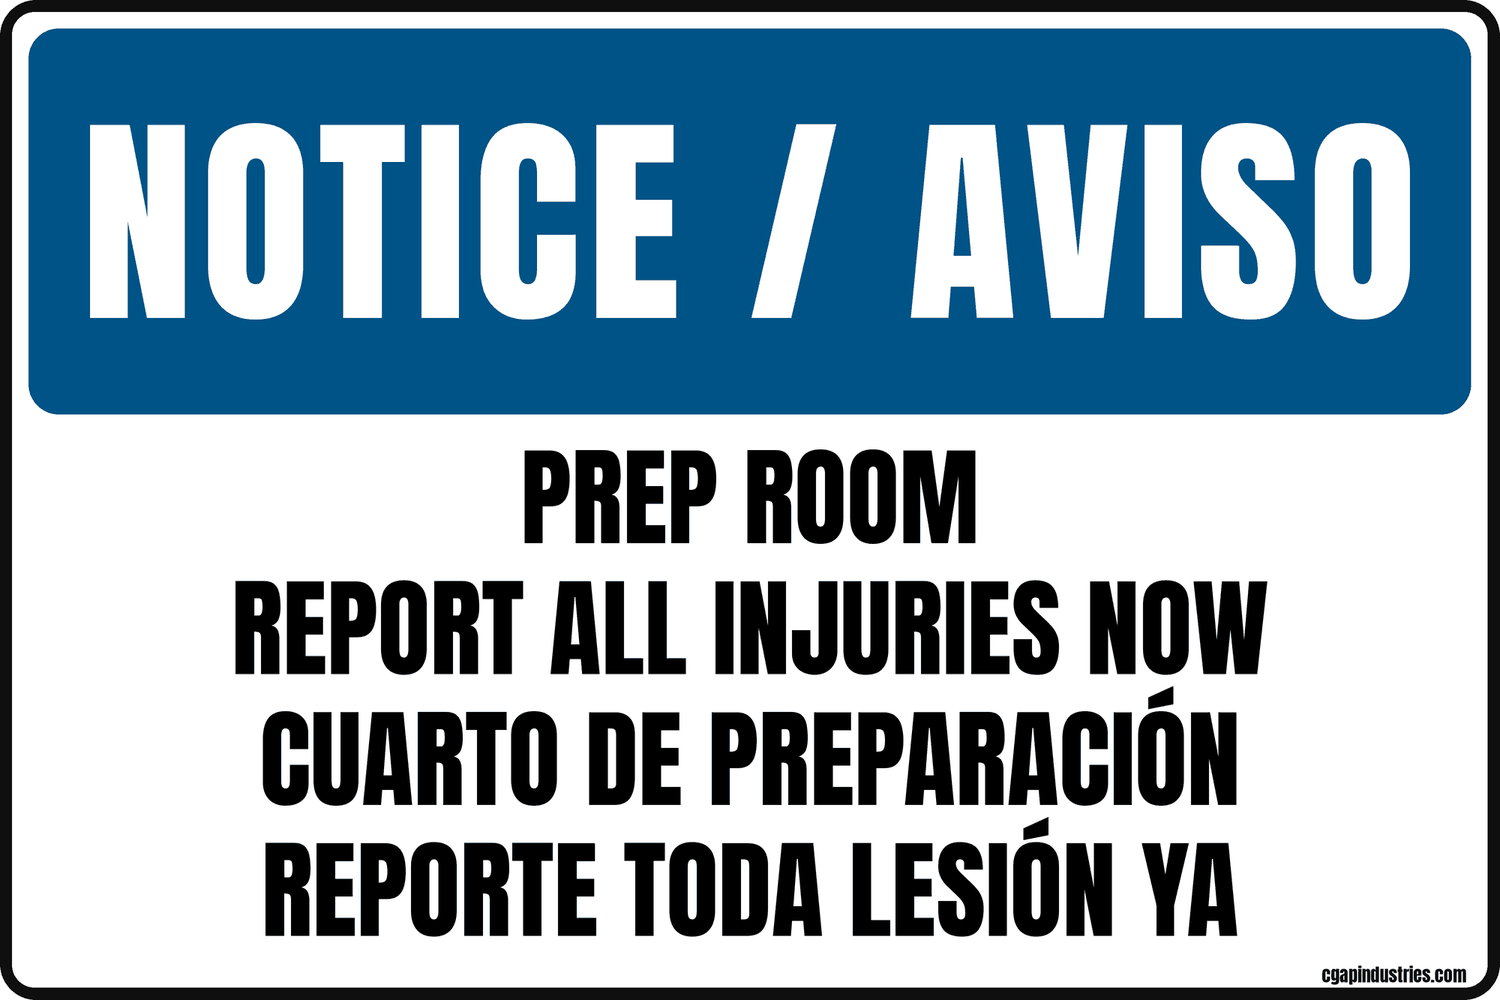 NOTICE / AVISO
PREP ROOM
REPORT ALL INJURIES NOW
CUARTO DE PREPARACIÓN
REPORTE TODA LESIÓN YA
cgapindustries.com